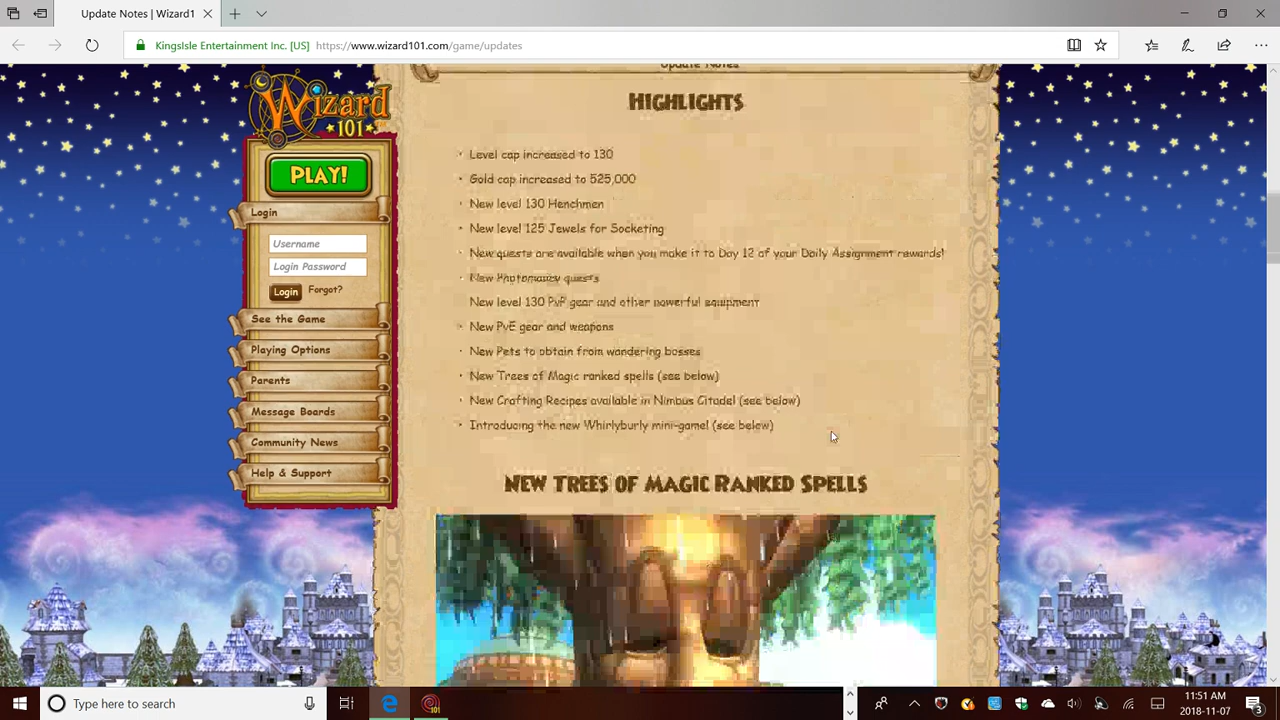 Update Notes | Wizard1
KingsIsle Entertainment Inc. [US] https://www.wizard101.com/game/updates
Update Notes
Wizard
101
PLAY!
Login
Username
Login Password
Login Forgot?
See the Game
Playing Options
Parents
Message Boards
Community News
Help & Support
HIGHLIGHTS
Level cap increased to 130
Gold cap increased to 525,000
New level 130 Henchmen
New level 125 Jewels for Socketing
New quests are available when you make it to Day 12 of your Daily Assignment rewards!
New Raptomancy quests
New level 130 PvP gear and other powerful equipment
New PvE gear and weapons
New Pets to obtain from wandering bosses
New Trees of Magic ranked spells (see below)
New Crafting Recipes available in Nimbus Citadel (see below)
Introducing the new Whirlyburly mini-game! (see below)
NEW TREES OF MAGIC RANKED SPELLS
Type here to search
11:51 AM
2018-11-07
3